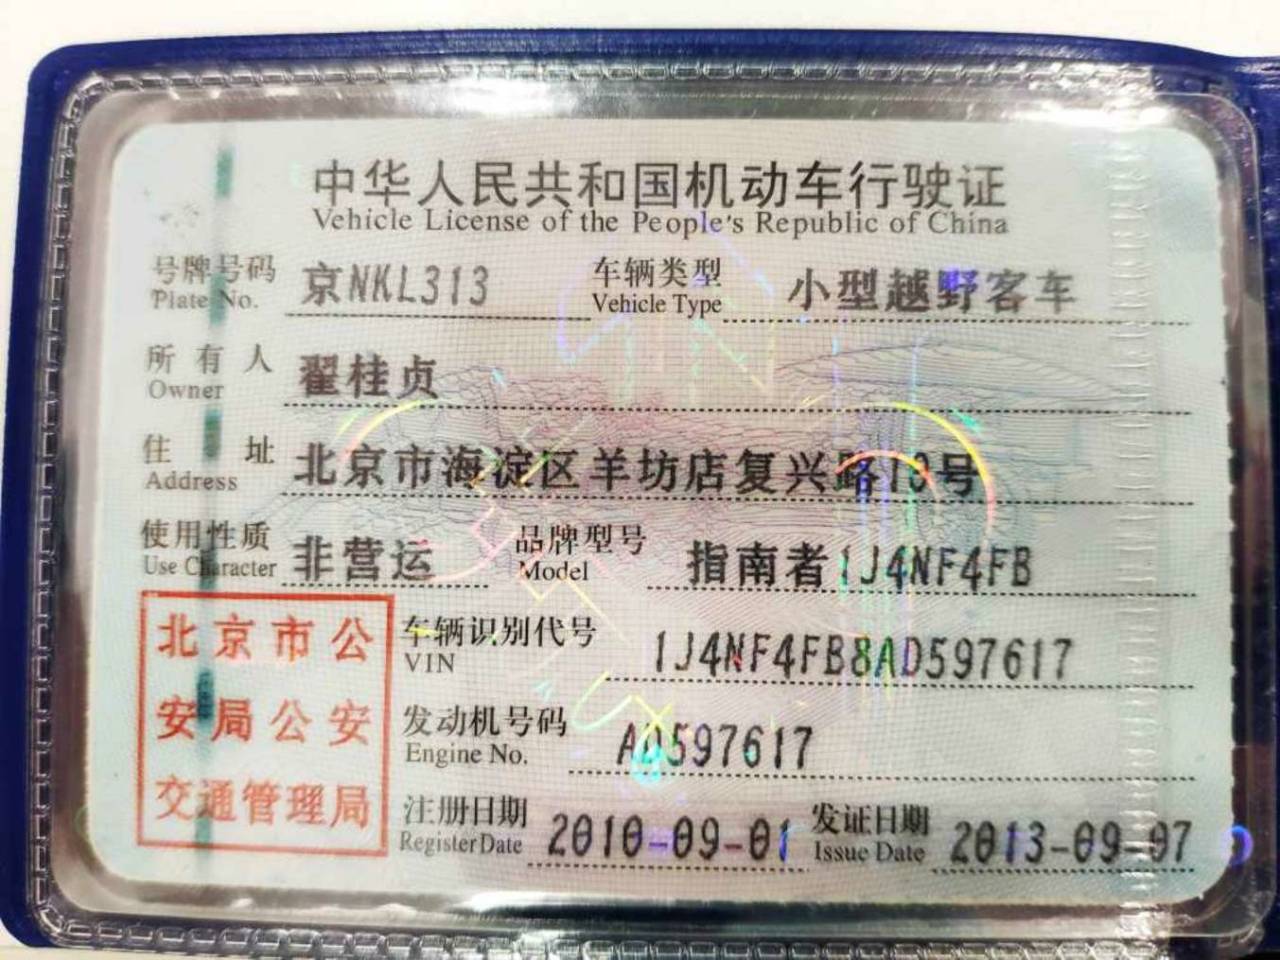 中华人民共和国机动车行驶证
Vehicle License of the People's Republic of China
号牌号码 京NKL313 车辆类型 小型越野客车
Plate No. Vehicle Type
所有人 翟桂贞
Owner
住址 北京市海淀区羊坊店复兴路13号
Address
使用性质 非营运 品牌型号 指南者1J4NF4FB
Use Character Model
北京市公
安局公安
交通管理局
车辆识别代号 1J4NF4FB8AD597617
VIN
发动机号码 AD597617
Engine No.
注册日期 2010-09-01 发证日期 2013-09-07
Register Date Issue Date